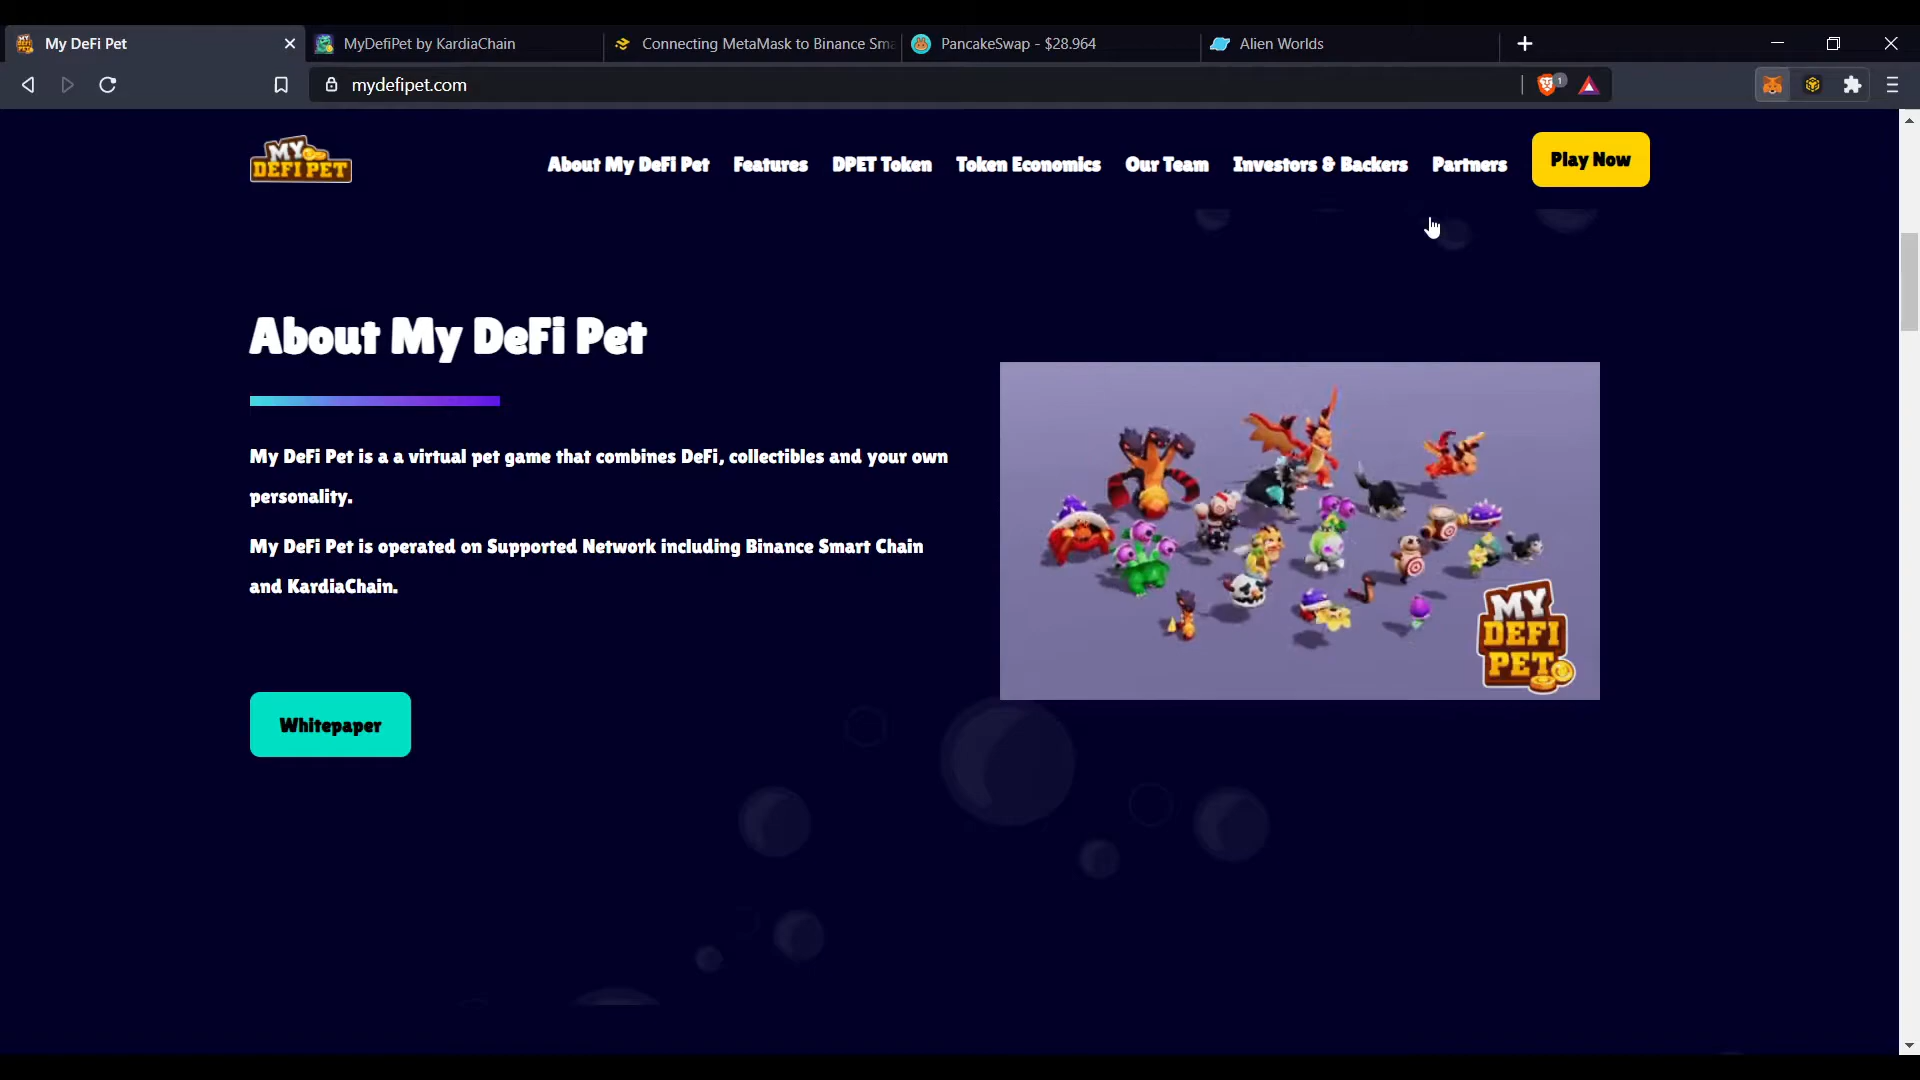 My DeFi Pet
MyDefiPet by KardiaChain
Connecting MetaMask to Binance Sma
PancakeSwap - $28.964
Alien Worlds
mydefipet.com
1
MY
DEFI PET
About My DeFi Pet
Features
DPET Token
Token Economics
Our Team
Investors & Backers
Partners
Play Now
About My DeFi Pet
My DeFi Pet is a a virtual pet game that combines DeFi, collectibles and your own
personality.
My DeFi Pet is operated on Supported Network including Binance Smart Chain
and KardiaChain.
MY
DEFI
PET
Whitepaper